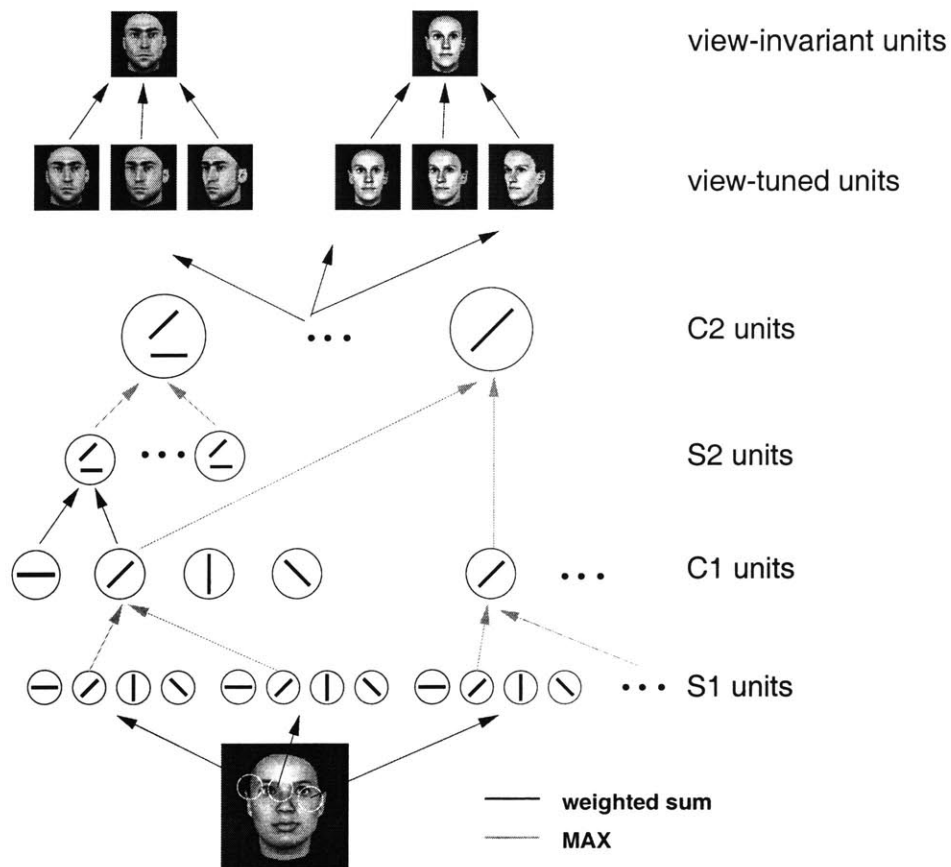 view-invariant units
view-tuned units
C2 units
S2 units
C1 units
S1 units
weighted sum
MAX